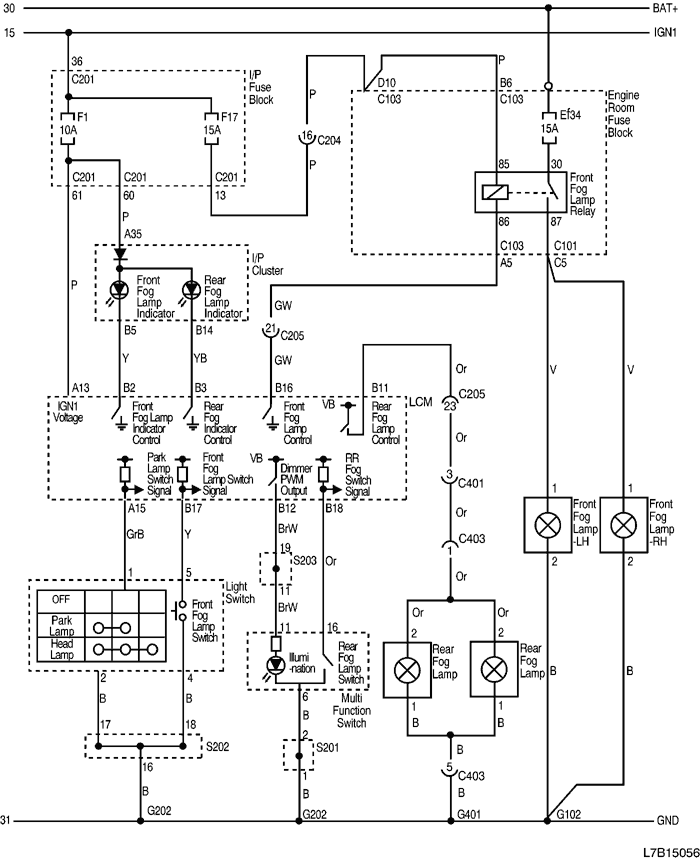 30
BAT+
15
IGN1
36
C201
I/P
Fuse
Block
F1
10A
F17
15A
C201
C201
C201
61
60
13
P
16
C204
P
D10
C103
P
B6
C103
Engine
Room
Fuse
Block
Ef34
15A
85
30
Front
Fog
Lamp
Relay
86
87
C103
C101
A5
C5
P
A35
I/P
Cluster
Front
Fog
Lamp
Indicator
Rear
Fog
Lamp
Indicator
P
B5
B14
Y
YB
GW
21
C205
GW
A13
B2
B3
B16
B11
IGN1
Voltage
Front
Fog Lamp
Indicator
Control
Rear
Fog
Indicator
Control
Front
Fog
Lamp
Control
VB
Rear
Fog
Lamp
Control
LCM
Park
Lamp
Switch
Signal
Front
Fog
Lamp Switch
Signal
VB
Dimmer
PWM
Output
RR
Fog
Switch
Signal
A15
B17
B12
B18
Or
C205
23
Or
3
C401
Or
C403
1
Or
V
V
1
1
Front
Fog
Lamp
-LH
Front
Fog
Lamp
-RH
2
2
GrB
Y
BrW
19
S203
11
BrW
Or
1
5
Light
Switch
OFF
Park
Lamp
Head
Lamp
Front
Fog
Lamp
Switch
2
4
B
B
17
18
S202
16
B
G202
11
16
Illumi
-nation
Rear
Fog
Lamp
Switch
Multi
Function
Switch
6
B
2
S201
1
B
G202
Or
Or
2
2
Rear
Fog
Lamp
Rear
Fog
Lamp
1
1
B
B
B
5
C403
B
G401
B
B
G102
31
GND
L7B15056